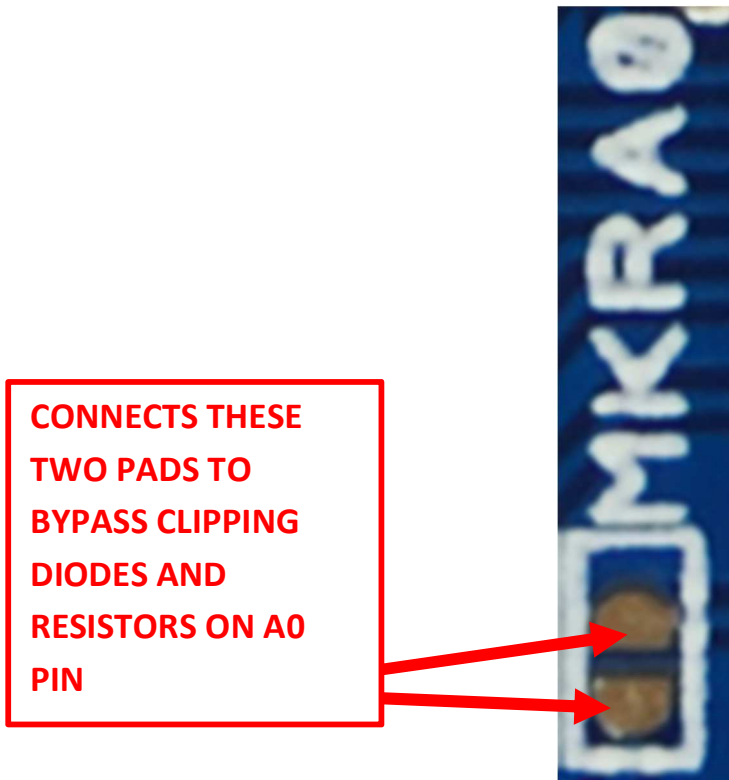 MKRA0
CONNECTS THESE
TWO PADS TO
BYPASS CLIPPING
DIODES AND
RESISTORS ON A0
PIN